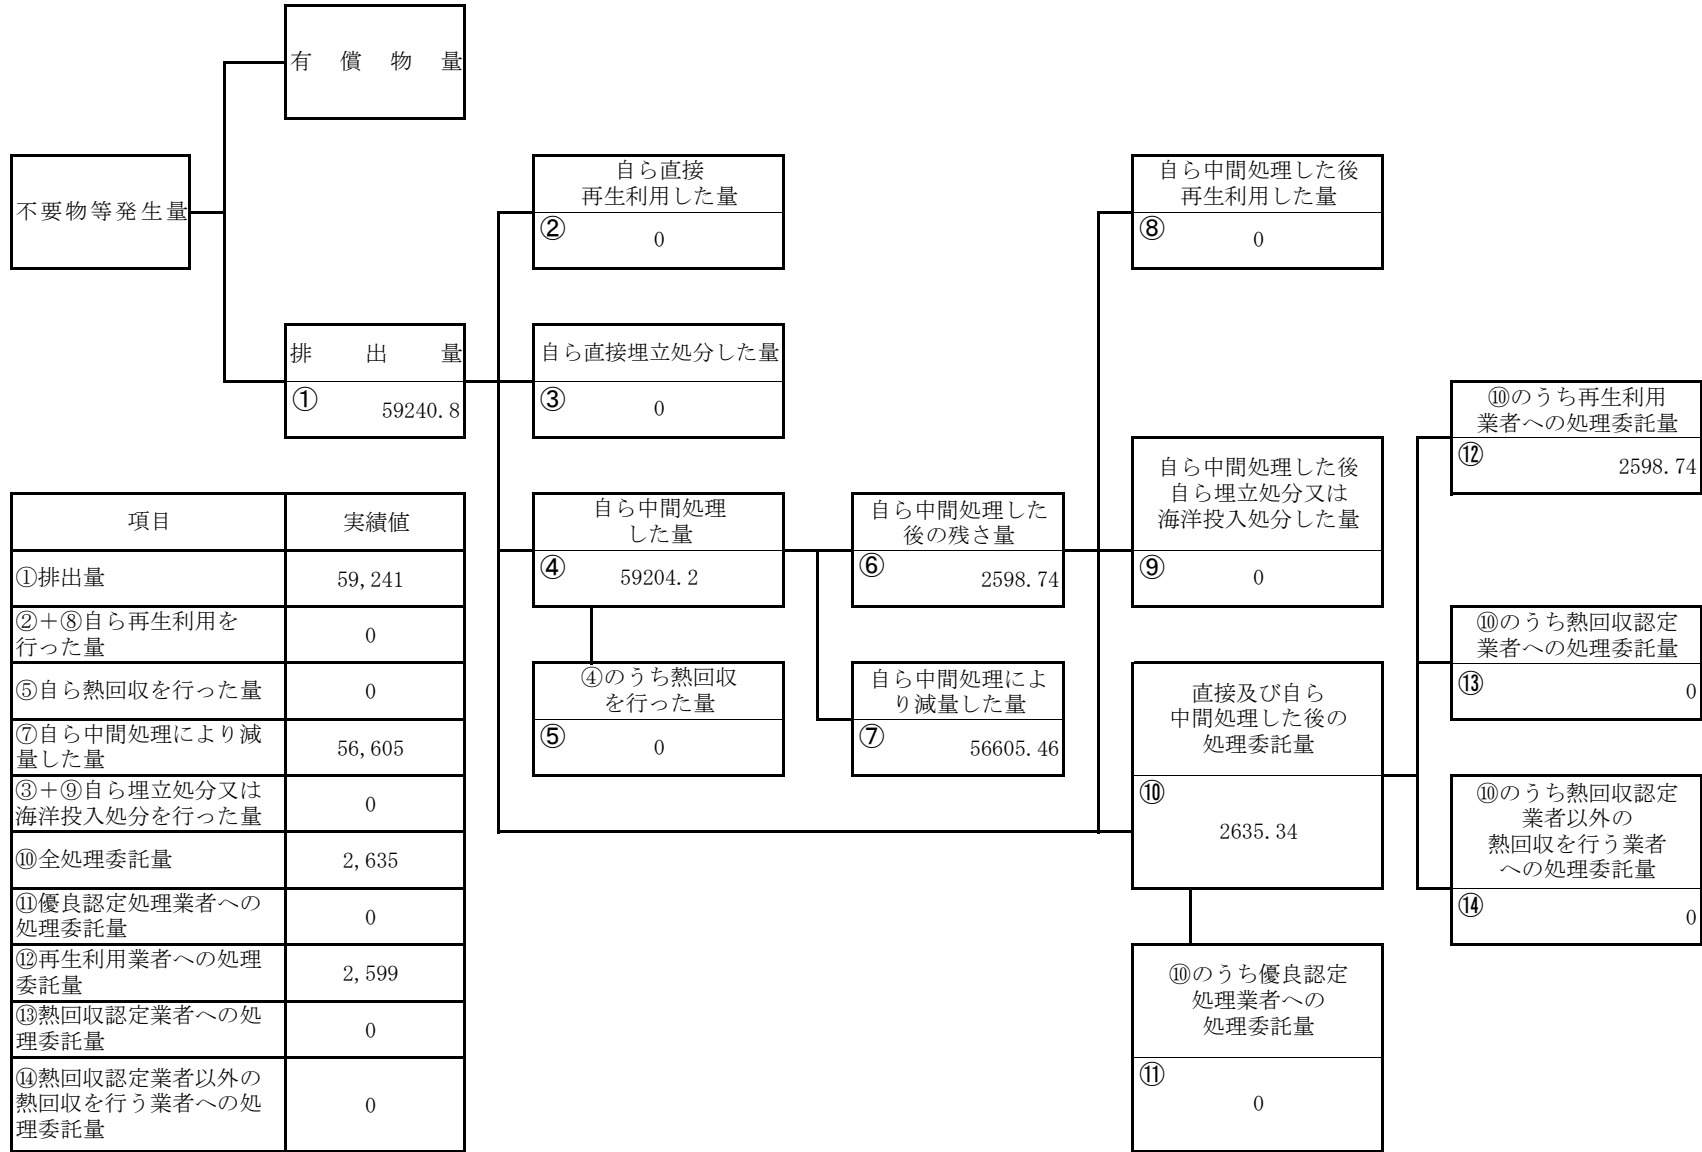 有償物量
不要物等発生量
排出量
① 59240.8
自ら直接
再生利用した量
② 0
自ら直接埋立処分した量
③ 0
自ら中間処理
した量
④ 59204.2
④のうち熱回収
を行った量
⑤ 0
自ら中間処理した
後の残さ量
⑥ 2598.74
自ら中間処理によ
り減量した量
⑦ 56605.46
自ら中間処理した後
再生利用した量
⑧ 0
自ら中間処理した後
自ら埋立処分又は
海洋投入処分した量
⑨ 0
直接及び自ら
中間処理した後の
処理委託量
⑩
2635.34
⑩のうち優良認定
処理業者への
処理委託量
⑪
0
⑩のうち再生利用
業者への処理委託量
⑫ 2598.74
⑩のうち熱回収認定
業者への処理委託量
⑬ 0
⑩のうち熱回収認定
業者以外の
熱回収を行う業者
への処理委託量
⑭ 0
項目 実績値
①排出量 59,241
②＋⑧自ら再生利用を
行った量 0
⑤自ら熱回収を行った量 0
⑦自ら中間処理により減
量した量 56,605
③＋⑨自ら埋立処分又は
海洋投入処分を行った量 0
⑩全処理委託量 2,635
⑪優良認定処理業者への
処理委託量 0
⑫再生利用業者への処理
委託量 2,599
⑬熱回収認定業者への処
理委託量 0
⑭熱回収認定業者以外の
熱回収を行う業者への処
理委託量 0